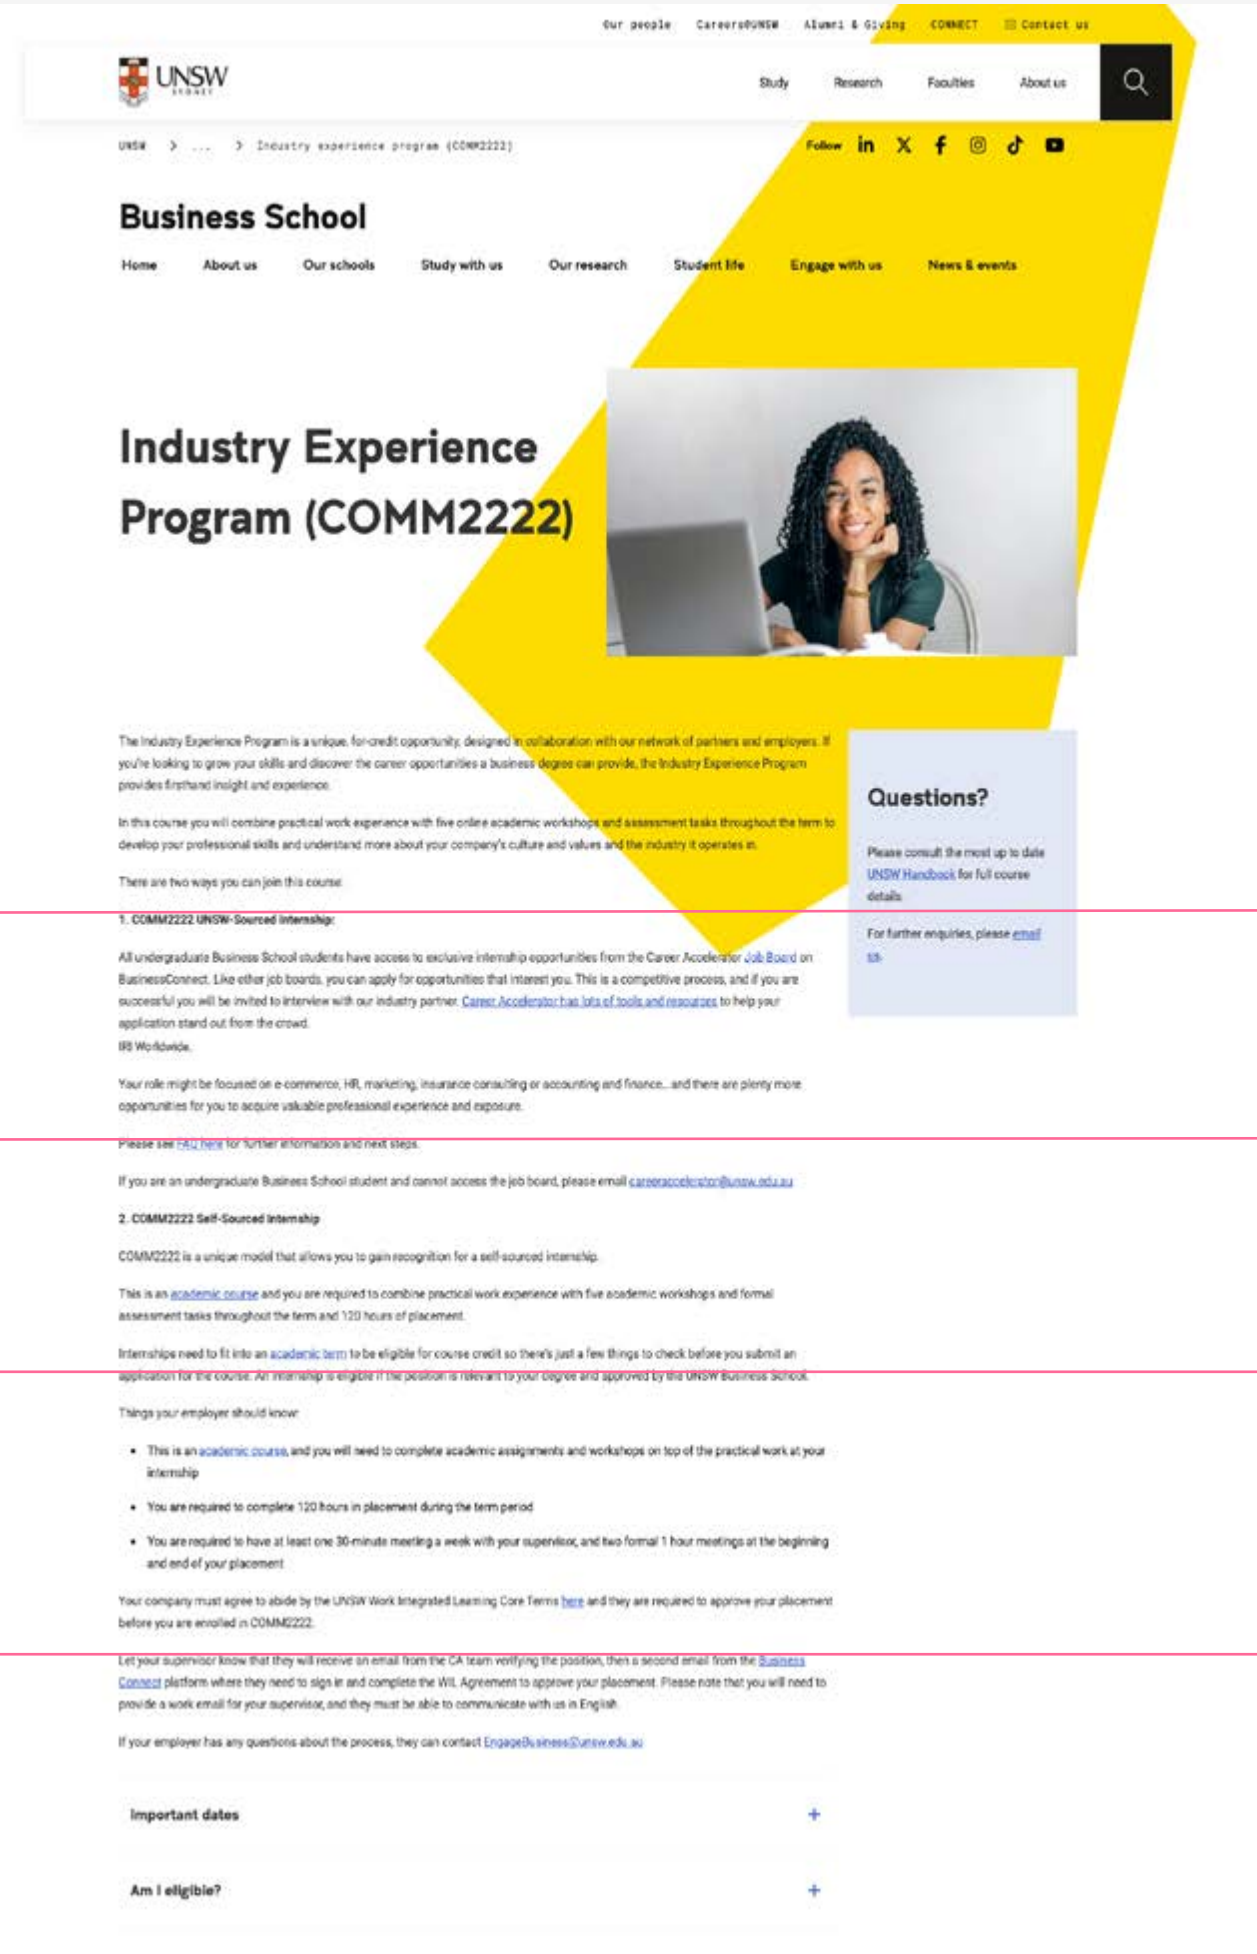 Our people Careers@UNSW Alumni & Giving CONNECT Contact us
UNSW
SYDNEY
Study Research Faculties About us
UNSW > ... > Industry experience program (COMM2222)
Follow
Business School
Home About us Our schools Study with us Our research Student life Engage with us News & events
Industry Experience
Program (COMM2222)
The Industry Experience Program is a unique, for-credit opportunity, designed in collaboration with our network of partners and employers. If
you're looking to grow your skills and discover the career opportunities a business degree can provide, the Industry Experience Program
provides firsthand insight and experience.
In this course you will combine practical work experience with five online academic workshops and assessment tasks throughout the term to
develop your professional skills and understand more about your company's culture and values and the industry it operates in.
There are two ways you can join this course:
1. COMM2222 UNSW-Sourced Internship:
All undergraduate Business School students have access to exclusive internship opportunities from the Career Accelerator Job Board on
BusinessConnect. Like other job boards, you can apply for opportunities that interest you. This is a competitive process, and if you are
successful you will be invited to interview with our industry partner. Career Accelerator has lots of tools and resources to help your
application stand out from the crowd.
IRI Worldwide.
Your role might be focused on e-commerce, HR, marketing, insurance consulting or accounting and finance... and there are plenty more
opportunities for you to acquire valuable professional experience and exposure.
Please see FAQ here for further information and next steps.
If you are an undergraduate Business School student and cannot access the job board, please email careeraccelerator@unsw.edu.au
2. COMM2222 Self-Sourced Internship
COMM2222 is a unique model that allows you to gain recognition for a self-sourced internship.
This is an academic course and you are required to combine practical work experience with five academic workshops and formal
assessment tasks throughout the term and 120 hours of placement.
Internships need to fit into an academic term to be eligible for course credit so there's just a few things to check before you submit an
application for the course. An internship is eligible if the position is relevant to your degree and approved by the UNSW Business School.
Things your employer should know:
• This is an academic course, and you will need to complete academic assignments and workshops on top of the practical work at your
internship
• You are required to complete 120 hours in placement during the term period
• You are required to have at least one 30-minute meeting a week with your supervisor, and two formal 1 hour meetings at the beginning
and end of your placement
Your company must agree to abide by the UNSW Work Integrated Learning Core Terms here and they are required to approve your placement
before you are enrolled in COMM2222.
Let your supervisor know that they will receive an email from the CA team verifying the position, then a second email from the Business
Connect platform where they need to sign in and complete the WIL Agreement to approve your placement. Please note that you will need to
provide a work email for your supervisor, and they must be able to communicate with us in English.
If your employer has any questions about the process, they can contact EngageBusiness@unsw.edu.au
Important dates +
Am I eligible? +
Questions?
Please consult the most up to date
UNSW Handbook for full course
details.
For further enquiries, please email
us.